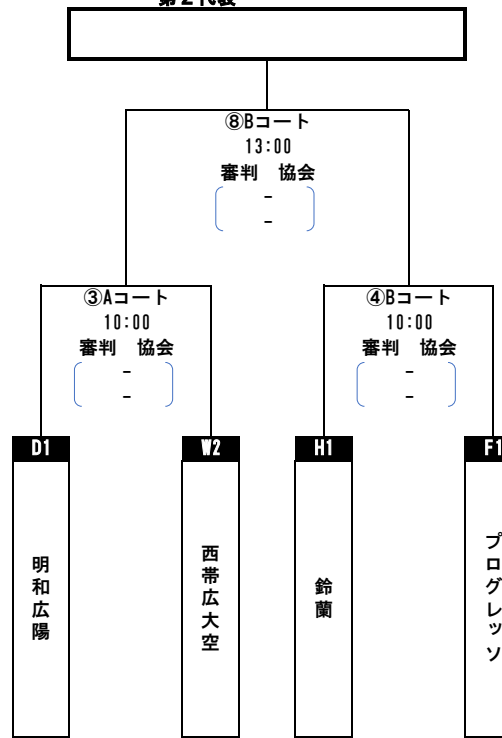 第2代表
⑧Bコート
13:00
審判 協会
-
-
③Aコート
10:00
審判 協会
-
-
④Bコート
10:00
審判 協会
-
-
D1
W2
H1
F1
明和広陽
西帯広大空
鈴蘭
プログレッソ